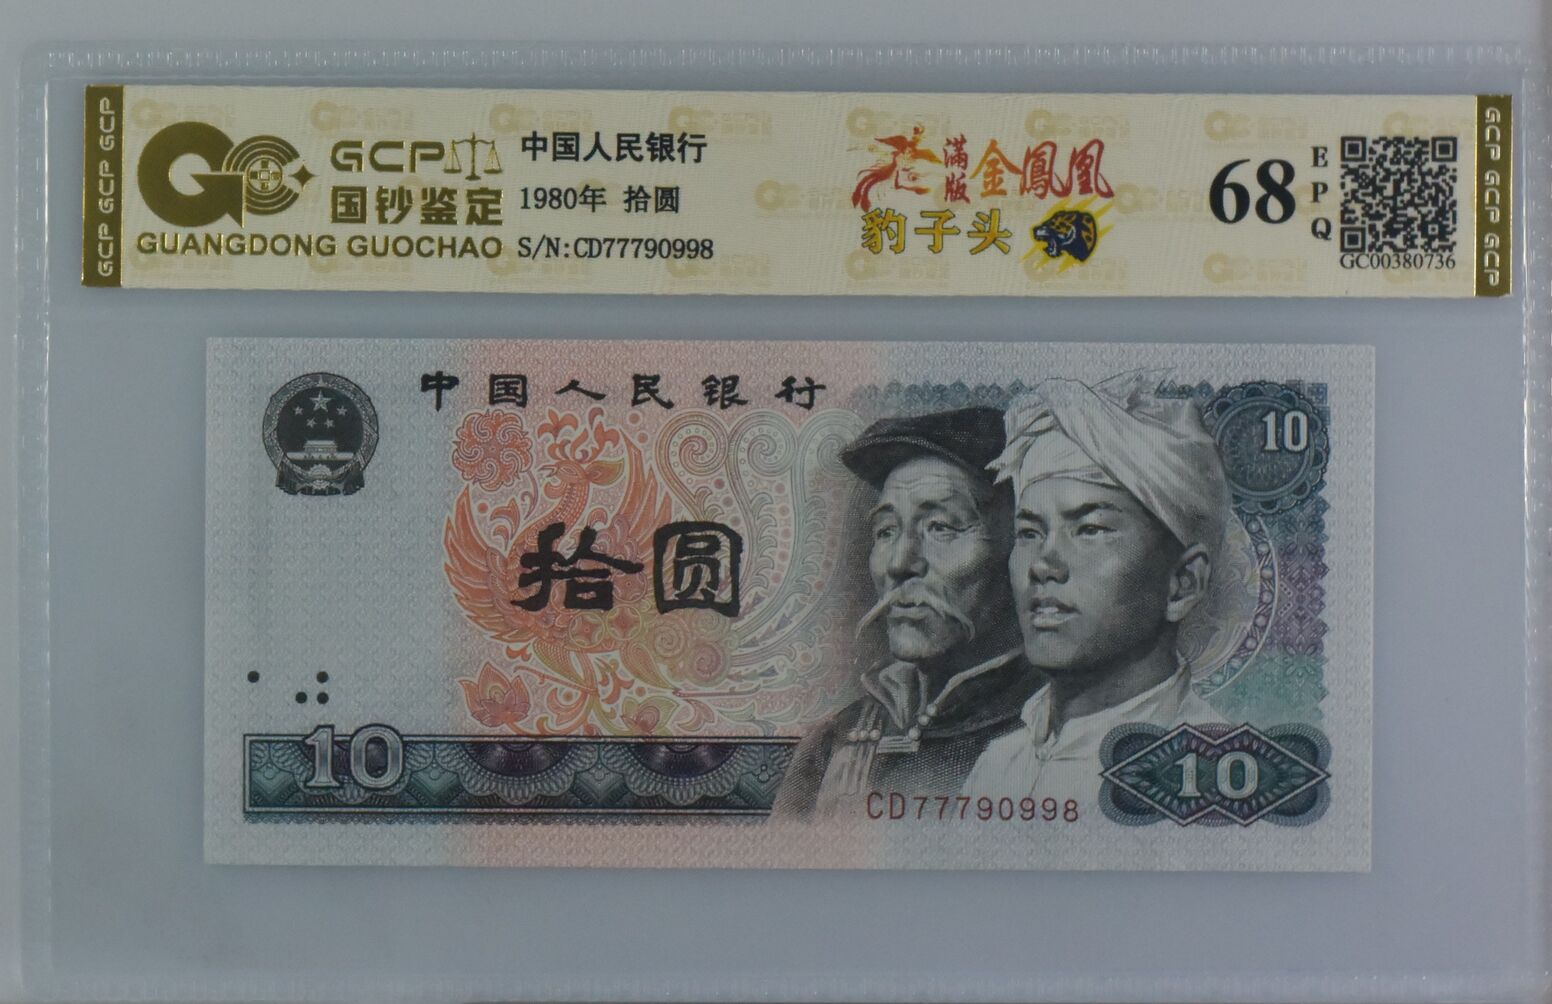 GCP GCP GCP
GCP
国钞鉴定
GUANGDONG GUOCHAO
中国人民银行
1980年 拾圆
S/N:CD77790998
满版
金鳳凰
豹子头
68
EPQ
GC00380736
GCP GCP GCP
中国人民银行
10
拾圆
10
CD77790998
10